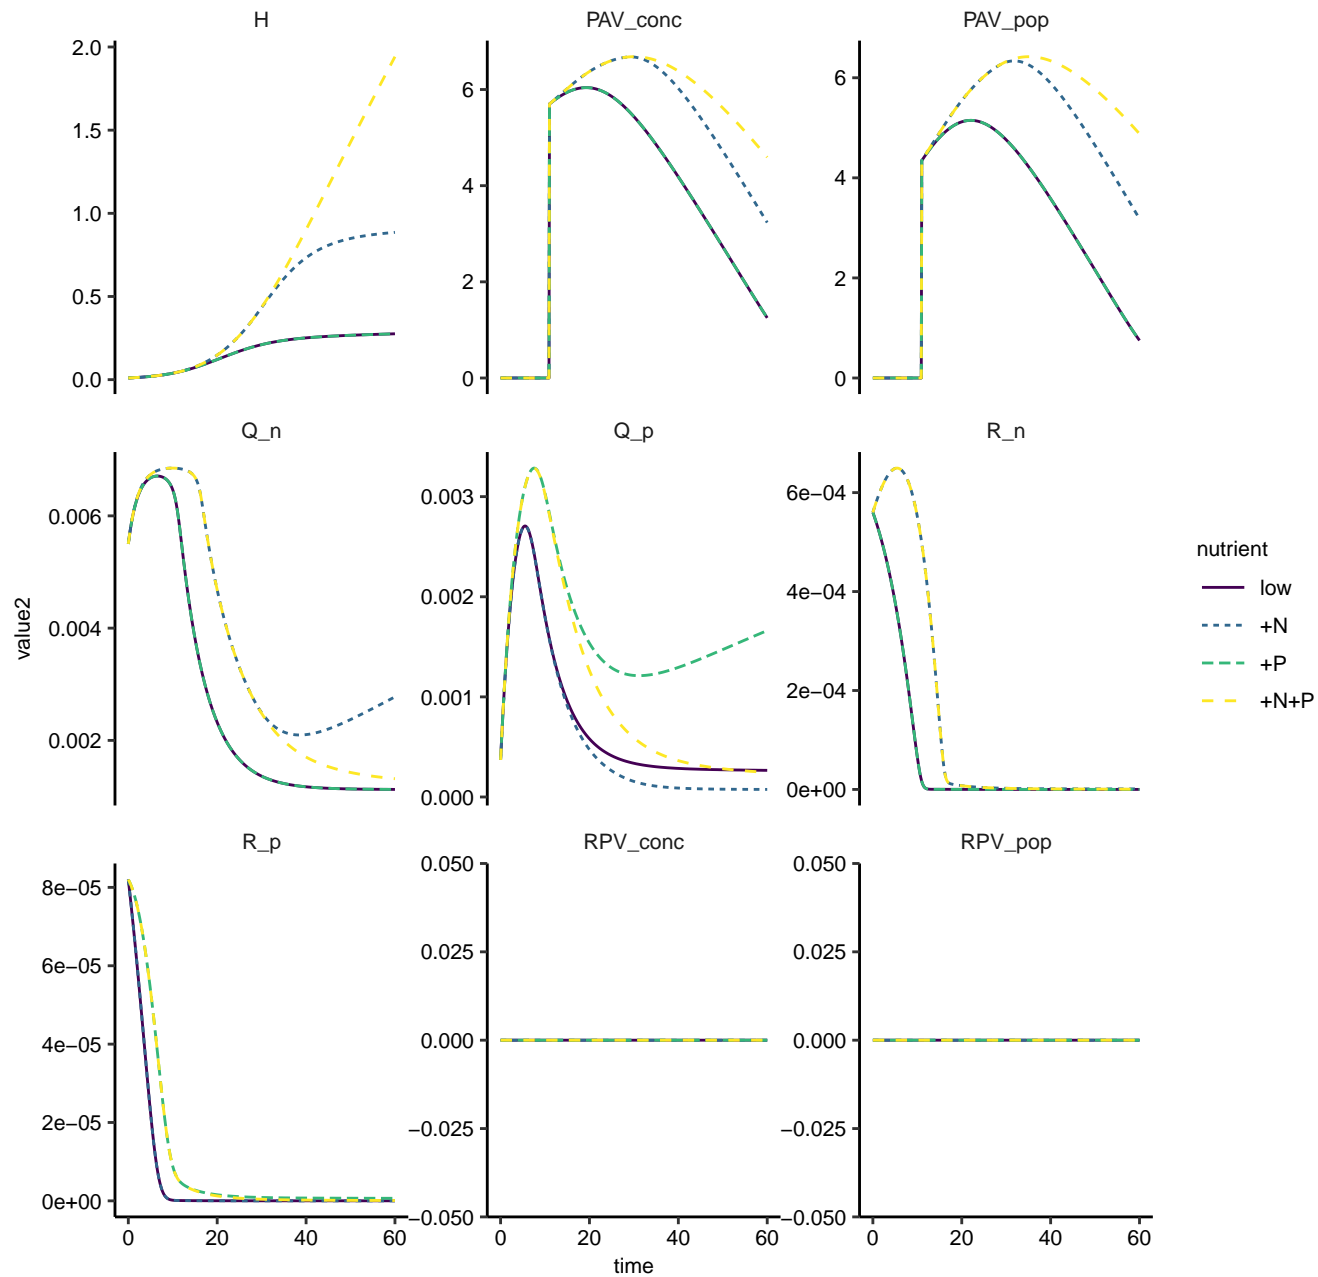 H PAV_conc PAV_pop
2.0
1.5
1.0
0.5
0.0
6
4
2
0
6
4
2
0
Q_n Q_p R_n
0.006
0.004
0.002
0.003
0.002
0.001
0.000
6e−04
4e−04
2e−04
0e+00
R_p RPV_conc RPV_pop
8e−05
6e−05
4e−05
2e−05
0e+00
0.050
0.025
0.000
−0.025
−0.050
0.050
0.025
0.000
−0.025
−0.050
0 20 40 60 0 20 40 60 0 20 40 60
time
value2
nutrient
low
+N
+P
+N+P